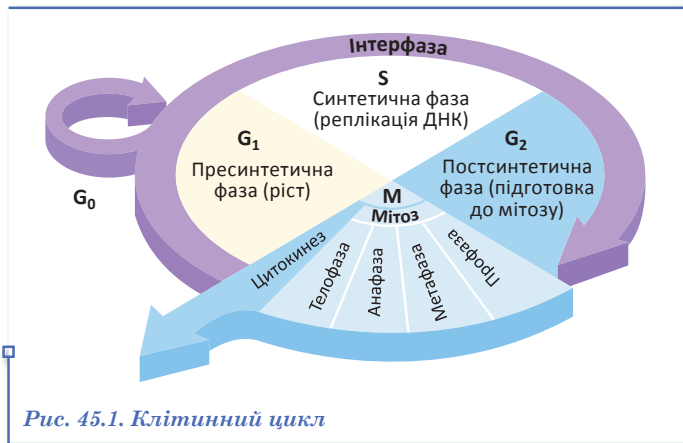 Інтерфаза
S
Синтетична фаза
(реплікація ДНК)
G₁
Пресинтетична
фаза (ріст)
G₂
Постсинтетична
фаза (підготовка
до мітозу)
G₀
M
Мітоз
Цитокинез
Телофаза
Анафаза
Метафаза
Профаза
Рис. 45.1. Клітинний цикл